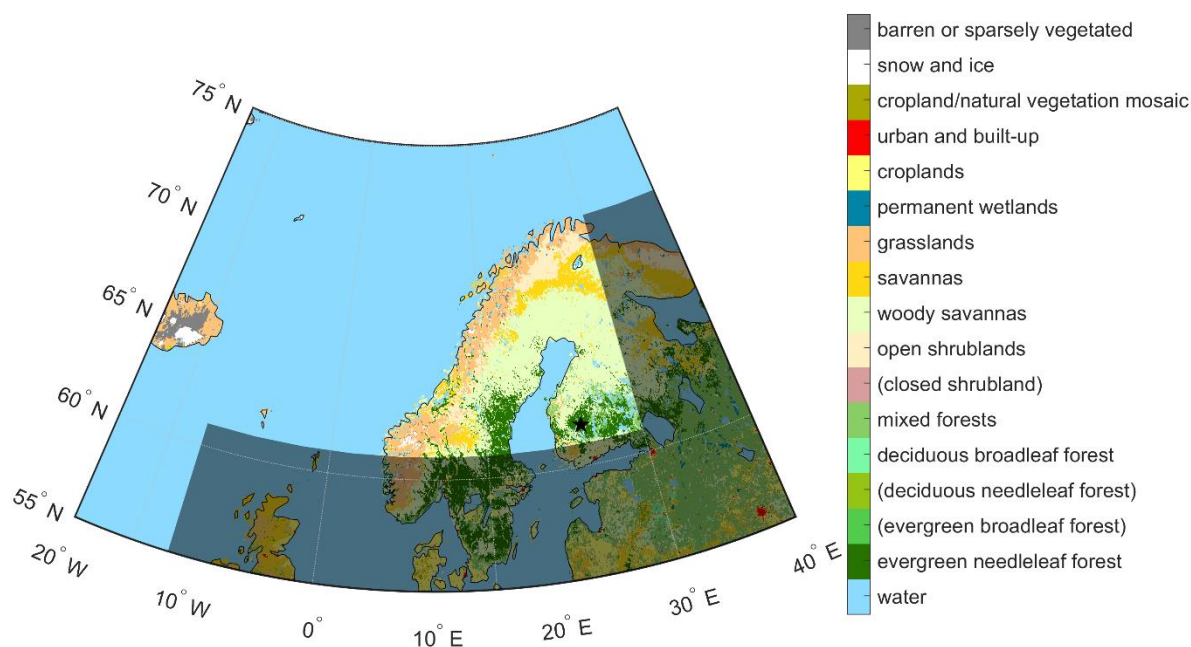 75° N
70° N
65° N
60° N
55° N
20° W
10° W
0°
10° E
20° E
30° E
40° E
barren or sparsely vegetated
snow and ice
cropland/natural vegetation mosaic
urban and built-up
croplands
permanent wetlands
grasslands
savannas
woody savannas
open shrublands
(closed shrubland)
mixed forests
deciduous broadleaf forest
(deciduous needleleaf forest)
(evergreen broadleaf forest)
evergreen needleleaf forest
water